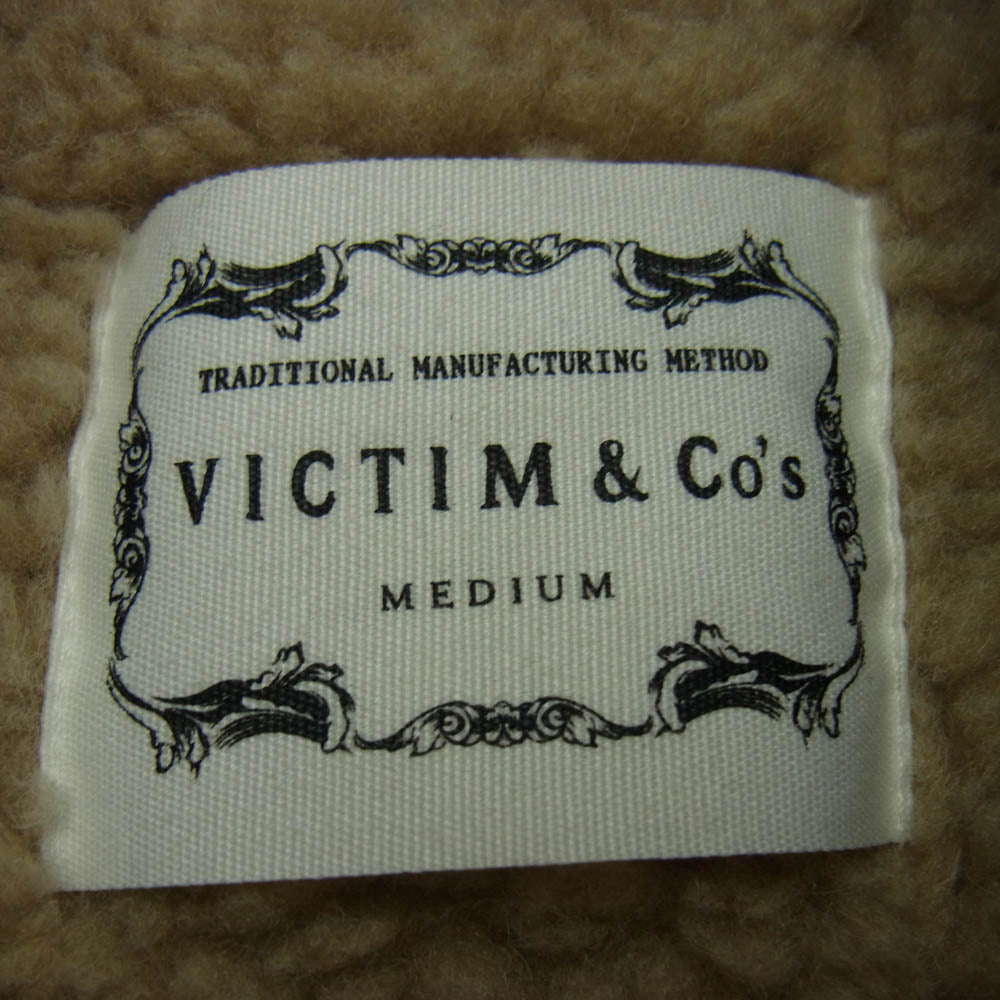 TRADITIONAL MANUFACTURING METHOD
VICTIM & Co's
MEDIUM